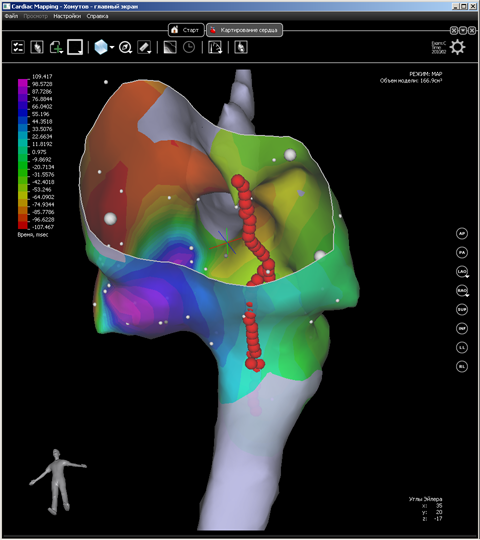 Cardiac Mapping - Хомутов - главный экран
Файл Просмотр Настройки Справка
Старт
Картирование сердца
109.417
98.5728
87.7286
76.8844
66.0402
55.196
44.3518
33.5076
22.6634
11.8192
0.975
-9.8692
-20.7134
-31.5576
-42.4018
-53.246
-64.0902
-74.9344
-85.7786
-96.6228
-107.467
Время, msec
РЕЖИМ: МАР
Объем модели: 166.9см³
AP
PA
LAO
RAO
SUP
INF
LL
RL
Углы Эйлера
x: 35
y: 20
z: -17